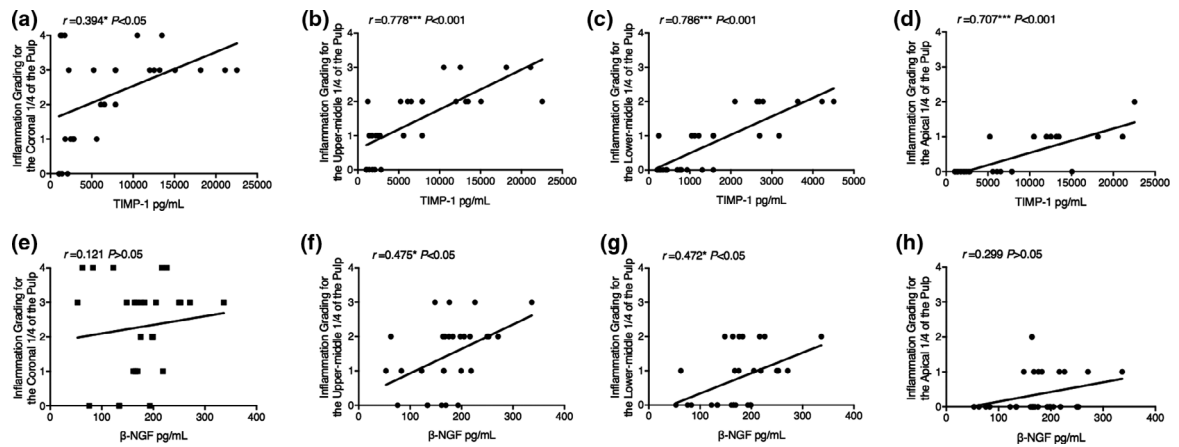 (a)
r=0.394* P<0.05
Inflammation Grading for
the Coronal 1/4 of the Pulp
4
3
2
1
0
0 5000 10000 15000 20000 25000
TIMP-1 pg/mL
(b)
r=0.778*** P<0.001
Inflammation Grading for
the Upper-middle 1/4 of the Pulp
4
3
2
1
0
0 5000 10000 15000 20000 25000
TIMP-1 pg/mL
(c)
r=0.786*** P<0.001
Inflammation Grading for
the Lower-middle 1/4 of the Pulp
4
3
2
1
0
0 1000 2000 3000 4000 5000
TIMP-1 pg/mL
(d)
r=0.707*** P<0.001
Inflammation Grading for
the Apical 1/4 of the Pulp
4
3
2
1
0
0 5000 10000 15000 20000 25000
TIMP-1 pg/mL
(e)
r=0.121 P>0.05
Inflammation Grading for
the Coronal 1/4 of the Pulp
4
3
2
1
0
0 100 200 300 400
β-NGF pg/mL
(f)
r=0.475* P<0.05
Inflammation Grading for
the Upper-middle 1/4 of the Pulp
4
3
2
1
0
0 100 200 300 400
β-NGF pg/mL
(g)
r=0.472* P<0.05
Inflammation Grading for
the Lower-middle 1/4 of the Pulp
4
3
2
1
0
0 100 200 300 400
β-NGF pg/mL
(h)
r=0.299 P>0.05
Inflammation Grading for
the Apical 1/4 of the Pulp
4
3
2
1
0
0 100 200 300 400
β-NGF pg/mL